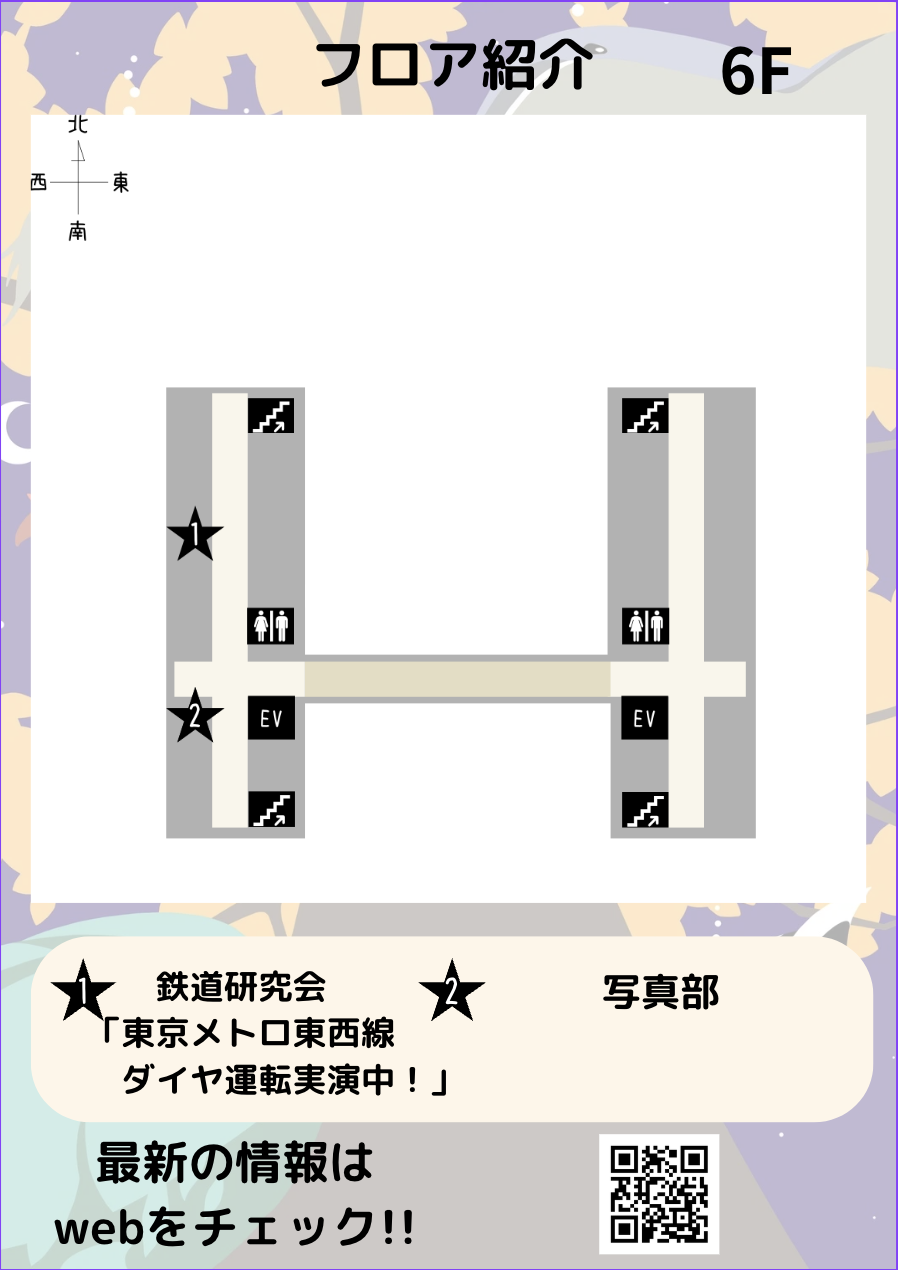 フロア紹介
6F
北
西
東
南
1
2
EV
EV
1
鉄道研究会
「東京メトロ東西線
ダイヤ運転実演中！」
2
写真部
最新の情報は
webをチェック!!